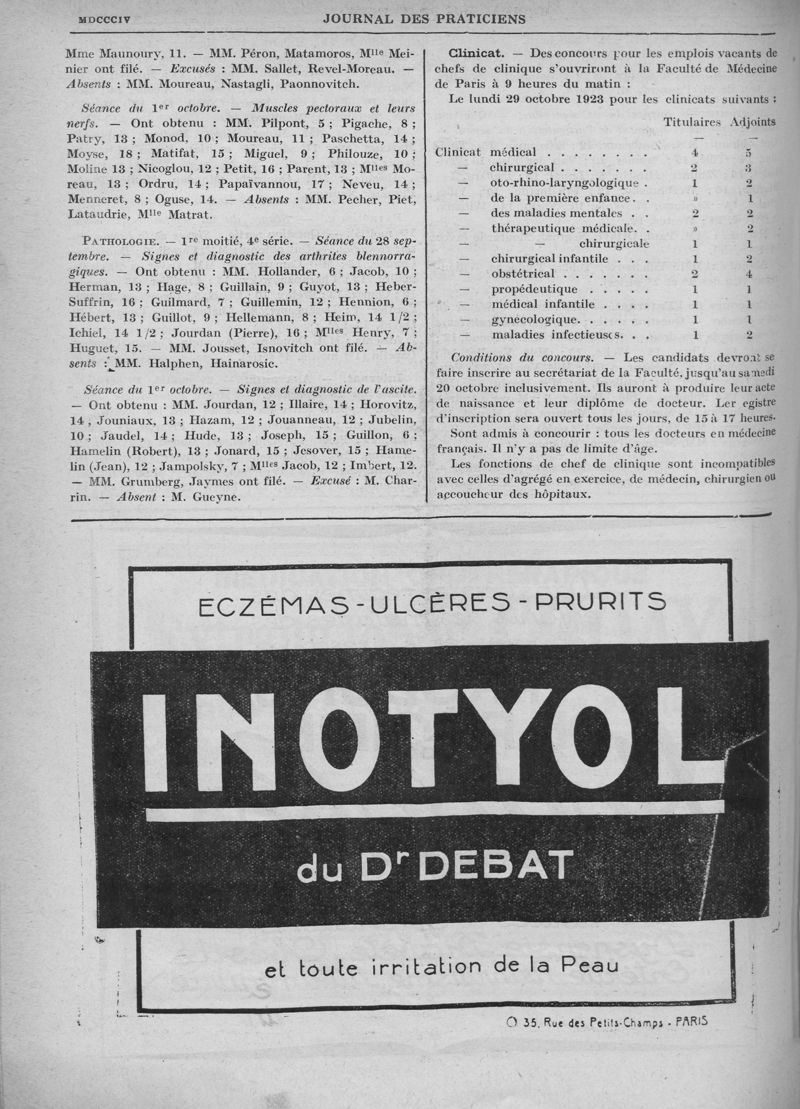 MDCCCIV
JOURNAL DES PRATICIENS
Mme Maunoury, 11. — MM. Péron, Matamoros, Mlle Mei-
nier ont filé. — Excusés : MM. Sallet, Revel-Moreau. —
Absents : MM. Moureau, Nastagli, Paonnovitch.
Séance du 1er octobre. — Muscles pectoraux et leurs
nerfs. — Ont obtenu : MM. Pilpont, 5 ; Pigache, 8 ;
Patry, 13 ; Monod, 10 ; Moureau, 11 ; Paschetta, 14 ;
Moyse, 18 ; Matifat, 15 ; Miguel, 9 ; Philouze, 10 ;
Moline 13 ; Nicoglou, 12 ; Petit, 16 ; Parent, 13 ; Mlles Mo-
reau, 13 ; Ordru, 14 ; Papaïvannou, 17 ; Neveu, 14 ;
Menneret, 8 ; Oguse, 14. — Absents : MM. Pecher, Piet,
Lataudrie, Mlle Matrat.
PATHOLOGIE. — 1re moitié, 4e série. — Séance du 28 sep-
tembre. — Signes et diagnostic des arthrites blennorra-
giques. — Ont obtenu : MM. Hollander, 6 ; Jacob, 10 ;
Herman, 13 ; Hage, 8 ; Guillain, 9 ; Guyot, 13 ; Heber-
Suffrin, 16 ; Guilmard, 7 ; Guillemin, 12 ; Hennion, 6 ;
Hébert, 13 ; Guillot, 9 ; Hellemann, 8 ; Heim, 14 1/2 ;
Ichiel, 14 1/2 ; Jourdan (Pierre), 16 ; Mlles Henry, 7 ;
Huguet, 15. — MM. Jousset, Isnovitch ont filé. — Ab-
sents : MM. Halphen, Hainarosic.
Séance du 1er octobre. — Signes et diagnostic de l'ascite.
— Ont obtenu : MM. Jourdan, 12 ; Illaire, 14 ; Horovitz,
14 , Jouniaux, 13 ; Hazam, 12 ; Jouanneau, 12 ; Jubelin,
10 ; Jaudel, 14 ; Hude, 13 ; Joseph, 15 ; Guillon, 6 ;
Hamelin (Robert), 13 ; Jonard, 15 ; Jesover, 15 ; Hame-
lin (Jean), 12 ; Jampolsky, 7 ; Mlles Jacob, 12 ; Imbert, 12.
— MM. Grumberg, Jaymes ont filé. — Excusé : M. Char-
rin. — Absent : M. Gueyne.
Clinicat. — Des concours pour les emplois vacants de
chefs de clinique s'ouvriront à la Faculté de Médecine
de Paris à 9 heures du matin :
Le lundi 29 octobre 1923 pour les clinicats suivants :
Titulaires Adjoints
— —
Clinicat médical . . . . . . . . 4 5
— chirurgical . . . . . . . 2 3
— oto-rhino-laryngologique . 1 2
— de la première enfance. . » 1
— des maladies mentales . . 2 2
— thérapeutique médicale. . » 2
— — chirurgicale 1 1
— chirurgical infantile . . . 1 2
— obstétrical . . . . . . . 2 4
— propédeutique . . . . . 1 1
— médical infantile . . . . 1 1
— gynécologique. . . . . . 1 1
— maladies infectieuses. . . 1 2
Conditions du concours. — Les candidats devront se
faire inscrire au secrétariat de la Faculté, jusqu'au samedi
20 octobre inclusivement. Ils auront à produire leur acte
de naissance et leur diplôme de docteur. Ler egistre
d'inscription sera ouvert tous les jours, de 15 à 17 heures.
Sont admis à concourir : tous les docteurs en médecine
français. Il n'y a pas de limite d'âge.
Les fonctions de chef de clinique sont incompatibles
avec celles d'agrégé en exercice, de médecin, chirurgien ou
accoucheur des hôpitaux.
ECZÉMAS - ULCÈRES - PRURITS
INOTYOL
du Dr DEBAT
et toute irritation de la Peau
35, Rue des Petits-Champs - PARIS